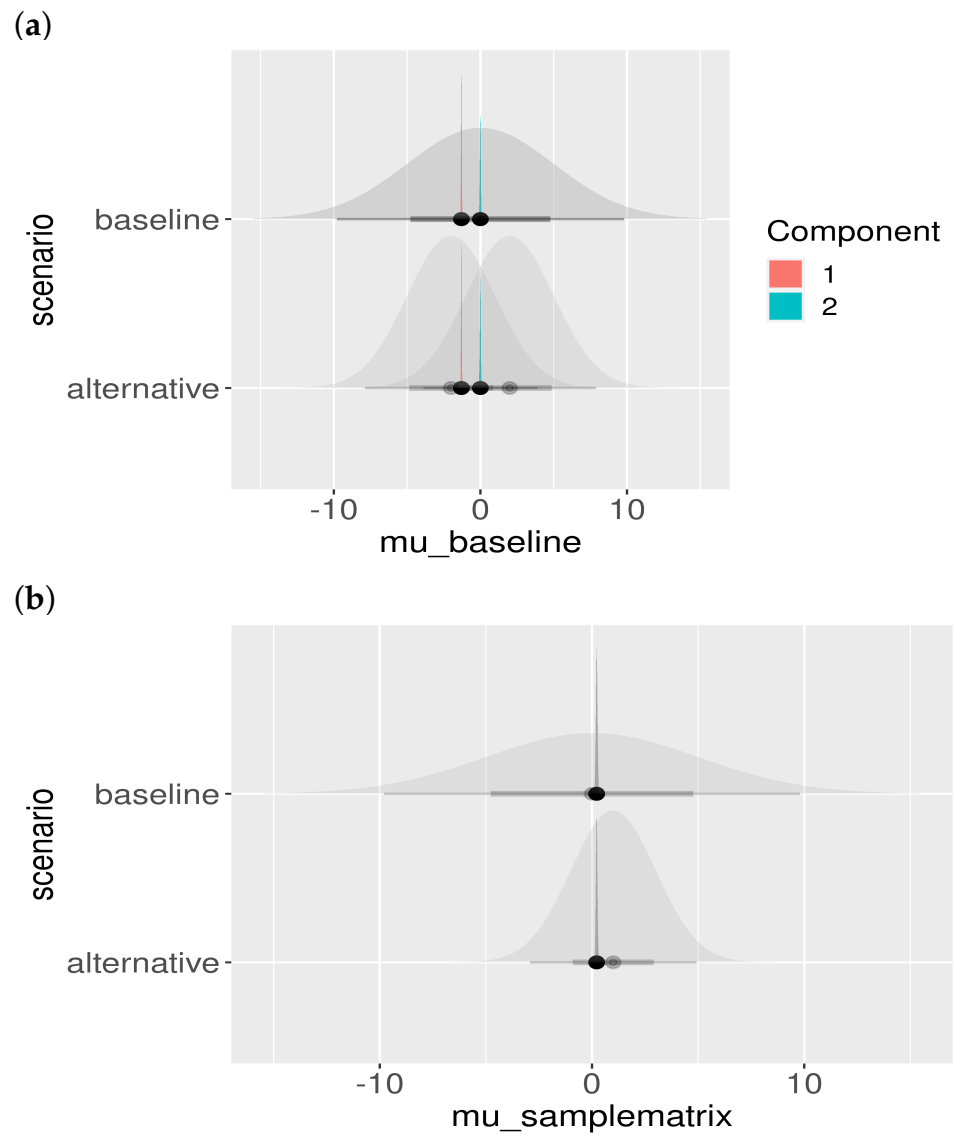 (a)
scenario
baseline
alternative
-10 0 10
mu_baseline
Component
1
2
(b)
scenario
baseline
alternative
-10 0 10
mu_samplematrix